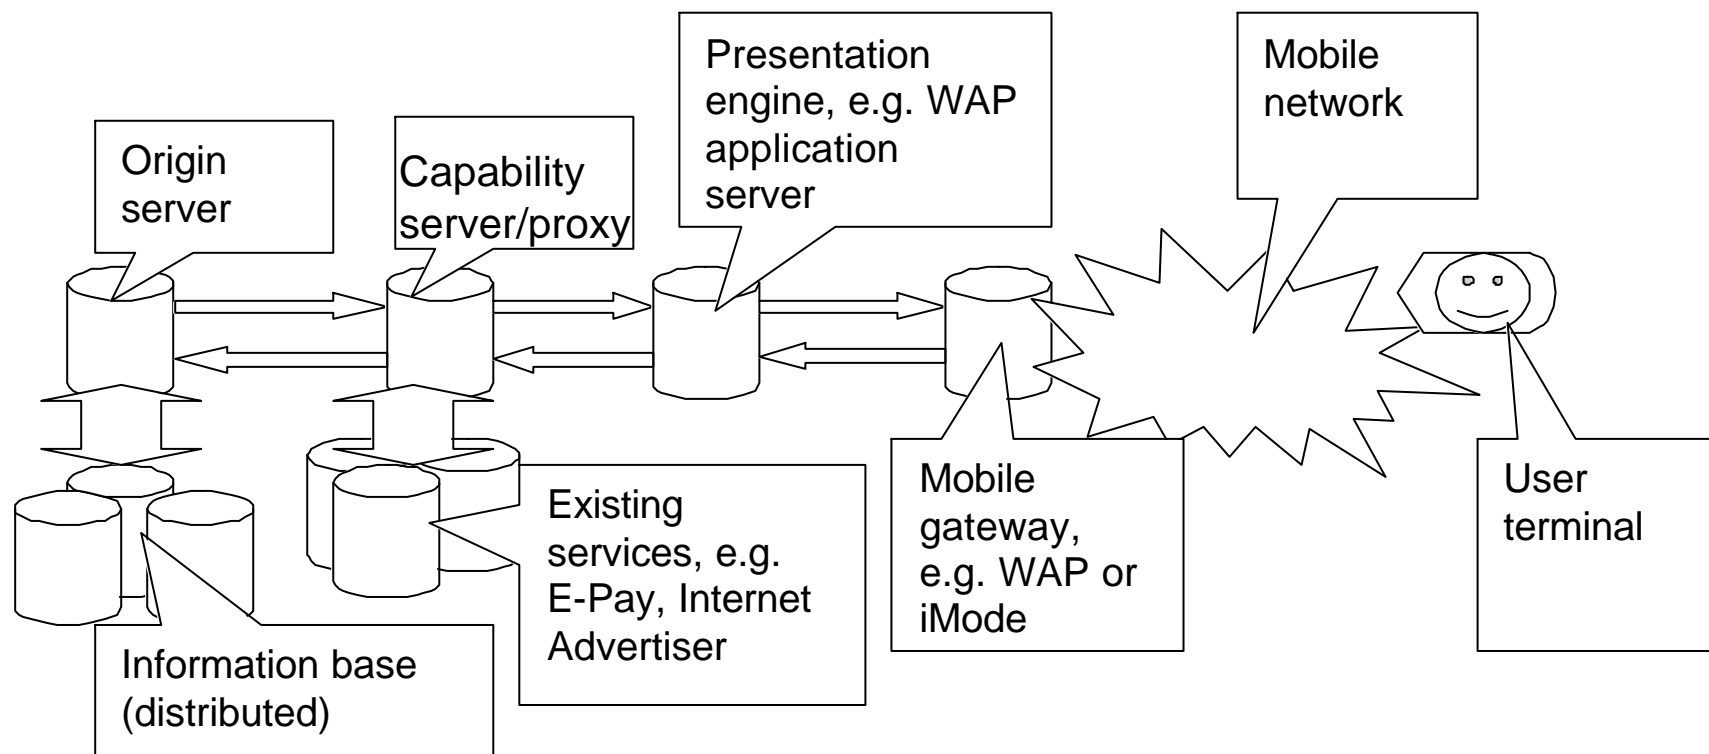 Presentation
engine, e.g. WAP
application
server
Mobile
network
Origin
server
Capability
server/proxy
Existing
services, e.g.
E-Pay, Internet
Advertiser
Mobile
gateway,
e.g. WAP or
iMode
User
terminal
Information base
(distributed)